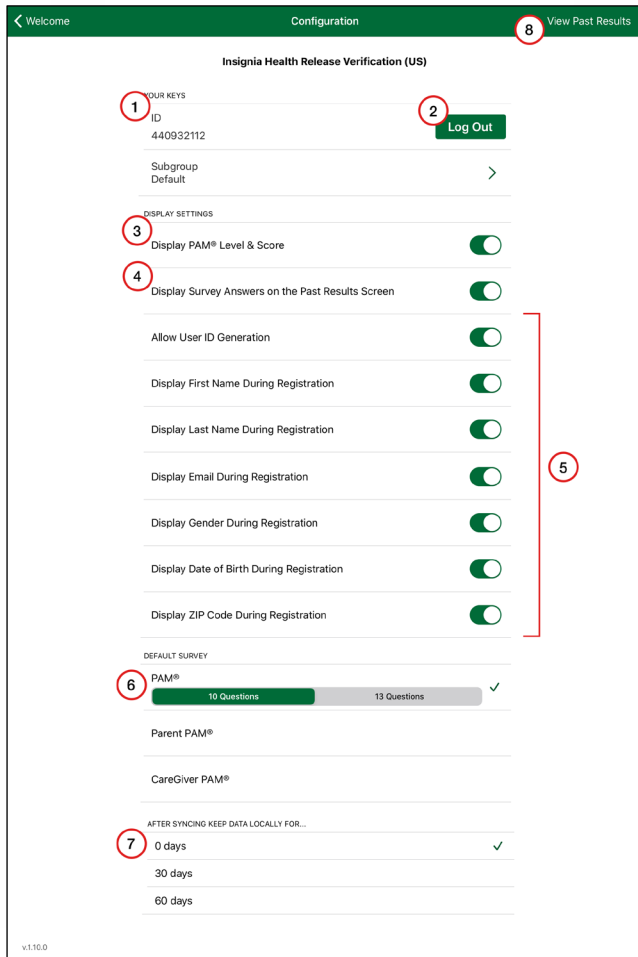 Welcome
Configuration
8
View Past Results
Insignia Health Release Verification (US)
YOUR KEYS
1
ID
2
Log Out
440932112
Subgroup
Default
DISPLAY SETTINGS
3
Display PAM® Level & Score
4
Display Survey Answers on the Past Results Screen
Allow User ID Generation
Display First Name During Registration
Display Last Name During Registration
5
Display Email During Registration
Display Gender During Registration
Display Date of Birth During Registration
Display ZIP Code During Registration
DEFAULT SURVEY
6
PAM®
10 Questions
13 Questions
Parent PAM®
CareGiver PAM®
AFTER SYNCING KEEP DATA LOCALLY FOR...
7
0 days
30 days
60 days
v.1.10.0